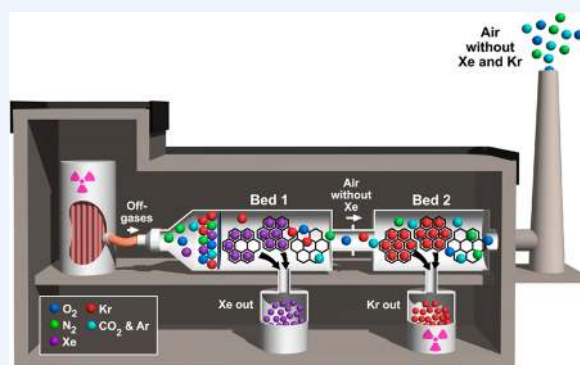 Air
without
Xe and Kr
Off-
gases
Bed 1
Air
without
Xe
Bed 2
Xe out
Kr out
O₂ Kr
N₂ CO₂ & Ar
Xe